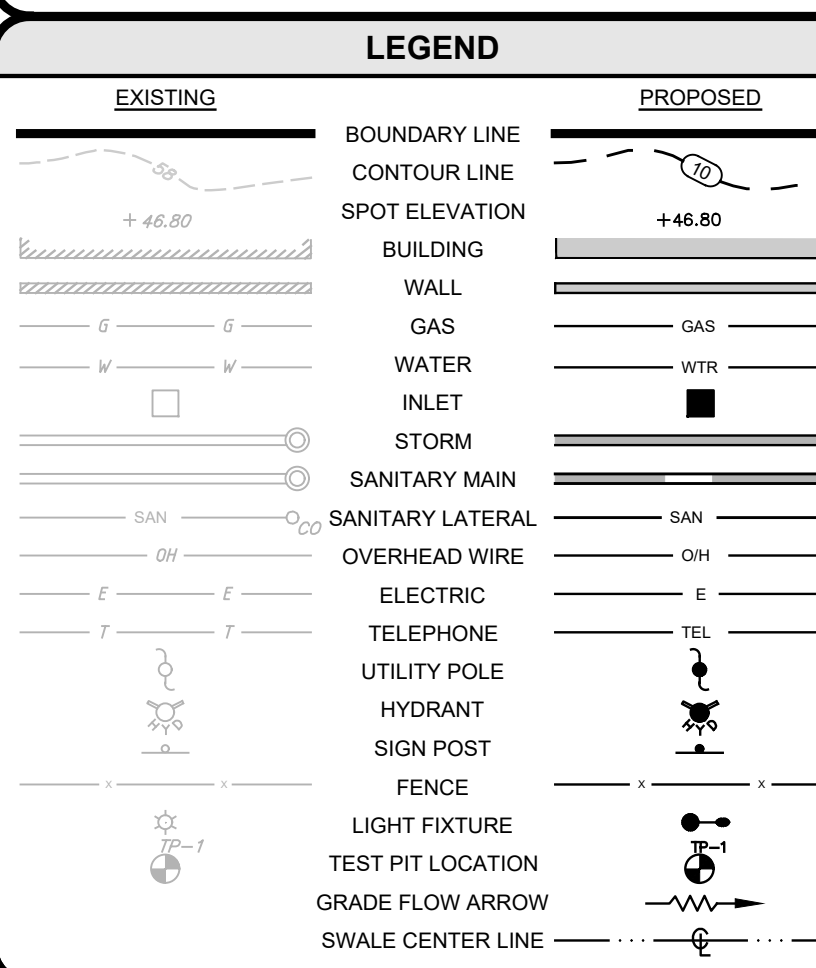 LEGEND
EXISTING PROPOSED
BOUNDARY LINE
58 CONTOUR LINE 10
+ 46.80 SPOT ELEVATION +46.80
BUILDING
WALL
G G GAS GAS
W W WATER WTR
INLET
STORM
SANITARY MAIN
SAN CO SANITARY LATERAL SAN
OH OVERHEAD WIRE O/H
E E ELECTRIC E
T T TELEPHONE TEL
UTILITY POLE
HYD HYDRANT HYD
SIGN POST
x x FENCE x x
LIGHT FIXTURE
TP-1 TEST PIT LOCATION TP-1
GRADE FLOW ARROW
SWALE CENTER LINE ℄